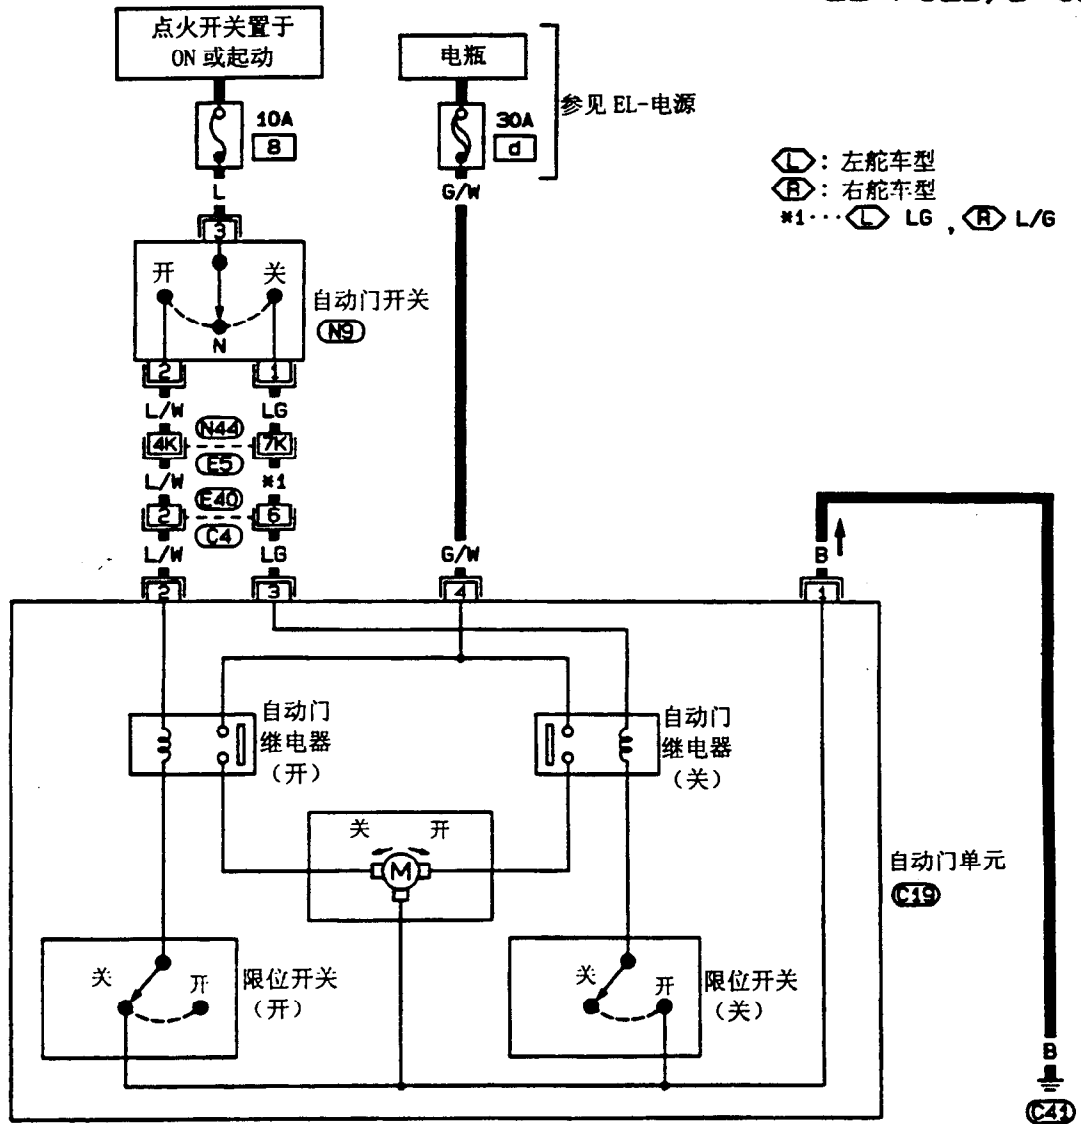 点火开关置于
ON 或起动
电瓶
10A
8
30A
d
参见 EL-电源
L
G/W
L : 左舵车型
R : 右舵车型
*1··· L LG , R L/G
3
开
关
N
自动门开关
N9
2
1
L/W
LG
4K
N44
7K
E5
L/W
*1
2
E40
6
C4
L/W
LG
G/W
B
2
3
4
1
自动门
继电器
(开)
自动门
继电器
(关)
关
开
M
自动门单元
C19
关
开
限位开关
(开)
关
开
限位开关
(关)
B
C41